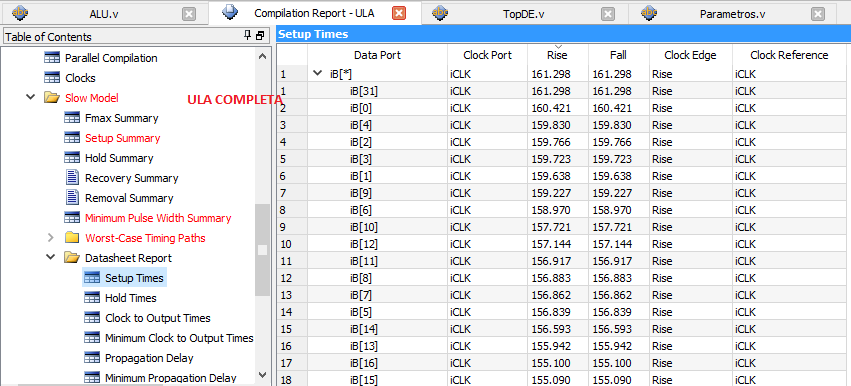 ALU.v
Compilation Report - ULA
TopDE.v
Parametros.v
Table of Contents
Parallel Compilation
Clocks
Slow Model
ULA COMPLETA
Fmax Summary
Setup Summary
Hold Summary
Recovery Summary
Removal Summary
Minimum Pulse Width Summary
Worst-Case Timing Paths
Datasheet Report
Setup Times
Hold Times
Clock to Output Times
Minimum Clock to Output Times
Propagation Delay
Minimum Propagation Delay
Setup Times
Data Port Clock Port Rise Fall Clock Edge Clock Reference
1 iB[*] iCLK 161.298 161.298 Rise iCLK
1 iB[31] iCLK 161.298 161.298 Rise iCLK
2 iB[0] iCLK 160.421 160.421 Rise iCLK
3 iB[4] iCLK 159.830 159.830 Rise iCLK
4 iB[2] iCLK 159.766 159.766 Rise iCLK
5 iB[3] iCLK 159.723 159.723 Rise iCLK
6 iB[1] iCLK 159.638 159.638 Rise iCLK
7 iB[9] iCLK 159.227 159.227 Rise iCLK
8 iB[6] iCLK 158.970 158.970 Rise iCLK
9 iB[10] iCLK 157.721 157.721 Rise iCLK
10 iB[12] iCLK 157.144 157.144 Rise iCLK
11 iB[11] iCLK 156.917 156.917 Rise iCLK
12 iB[8] iCLK 156.883 156.883 Rise iCLK
13 iB[7] iCLK 156.862 156.862 Rise iCLK
14 iB[5] iCLK 156.839 156.839 Rise iCLK
15 iB[14] iCLK 156.593 156.593 Rise iCLK
16 iB[13] iCLK 155.942 155.942 Rise iCLK
17 iB[16] iCLK 155.100 155.100 Rise iCLK
18 iB[15] iCLK 155.090 155.090 Rise iCLK